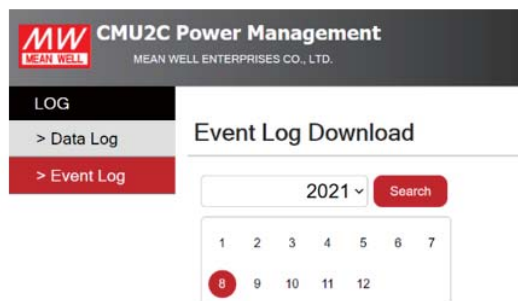 MW CMU2C Power Management
MEAN WELL MEAN WELL ENTERPRISES CO., LTD.
LOG
> Data Log
> Event Log
Event Log Download
2021 Search
1 2 3 4 5 6 7
8 9 10 11 12